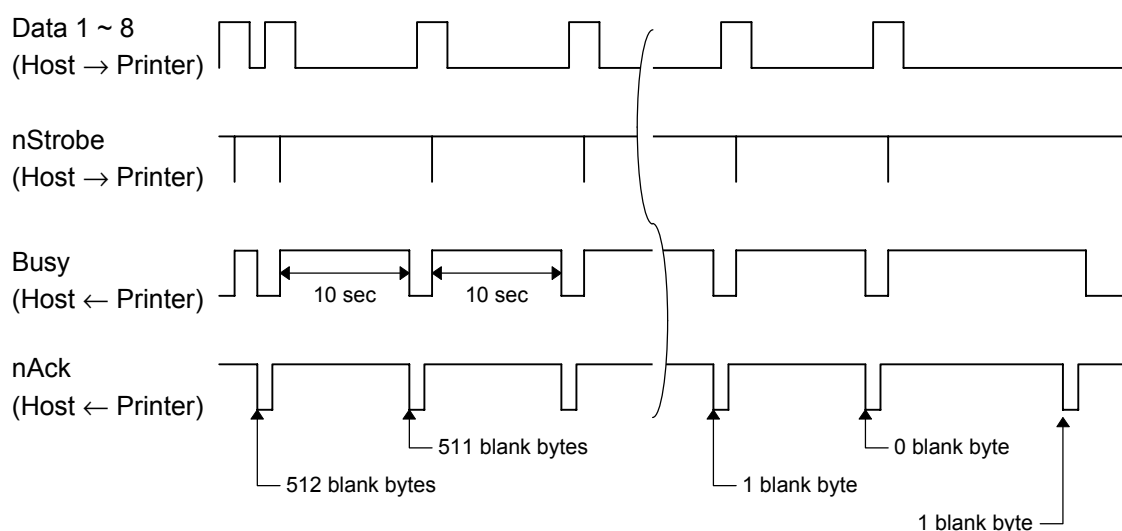 Data 1 ~ 8
(Host → Printer)
nStrobe
(Host → Printer)
Busy
(Host ← Printer)
10 sec
10 sec
nAck
(Host ← Printer)
511 blank bytes
0 blank byte
512 blank bytes
1 blank byte
1 blank byte